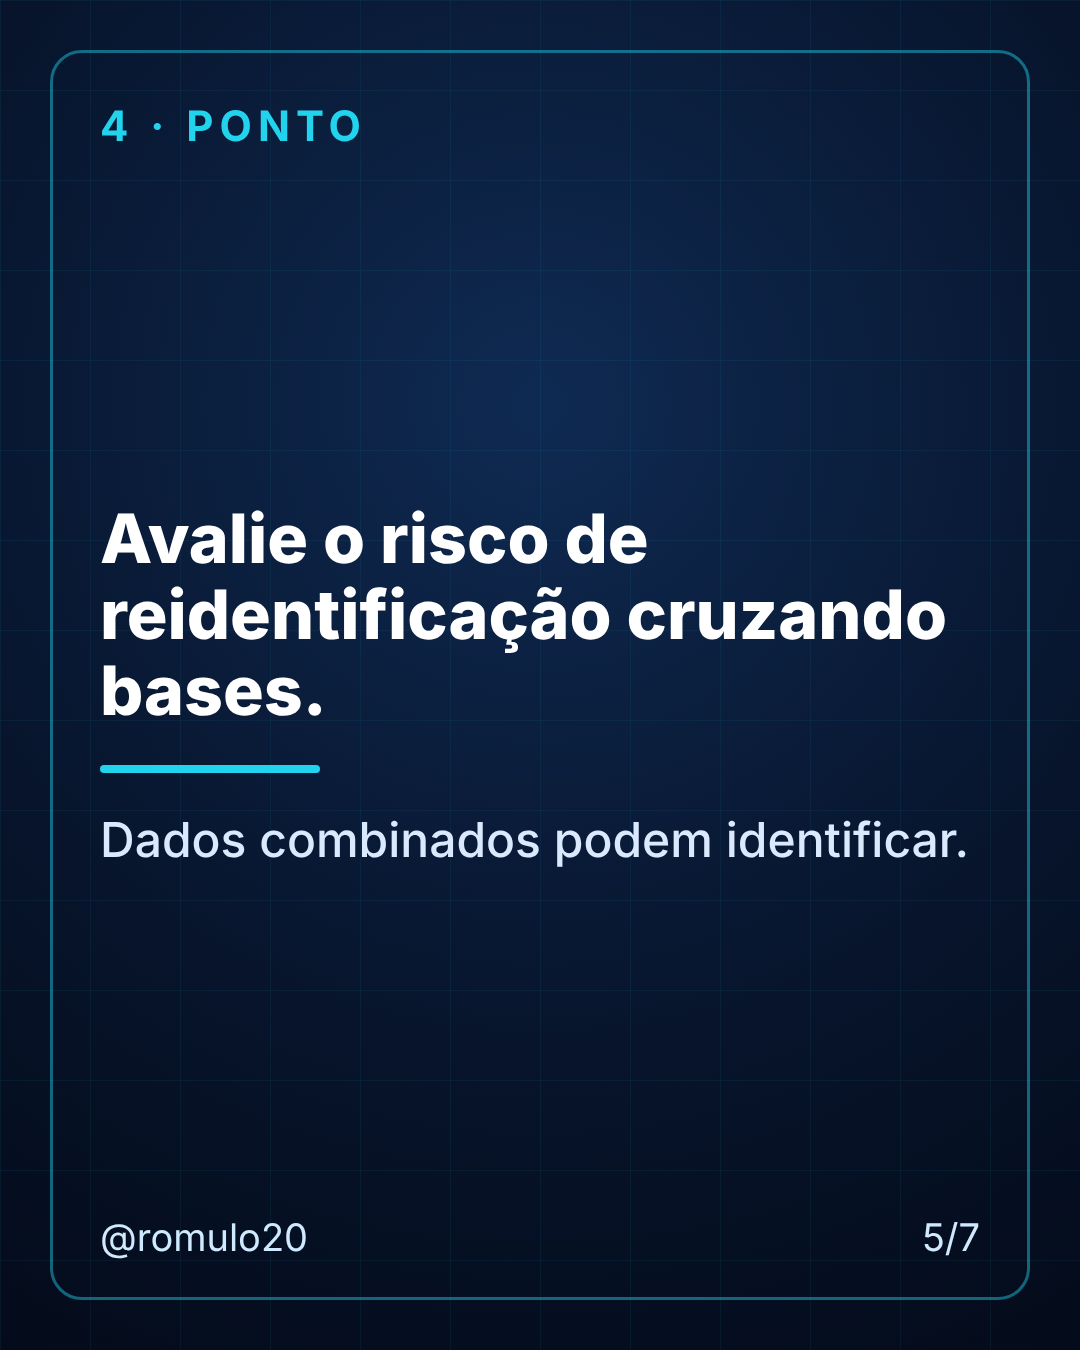 4 · PONTO
Avalie o risco de
reidentificação cruzando
bases.
Dados combinados podem identificar.
@romulo20
5/7